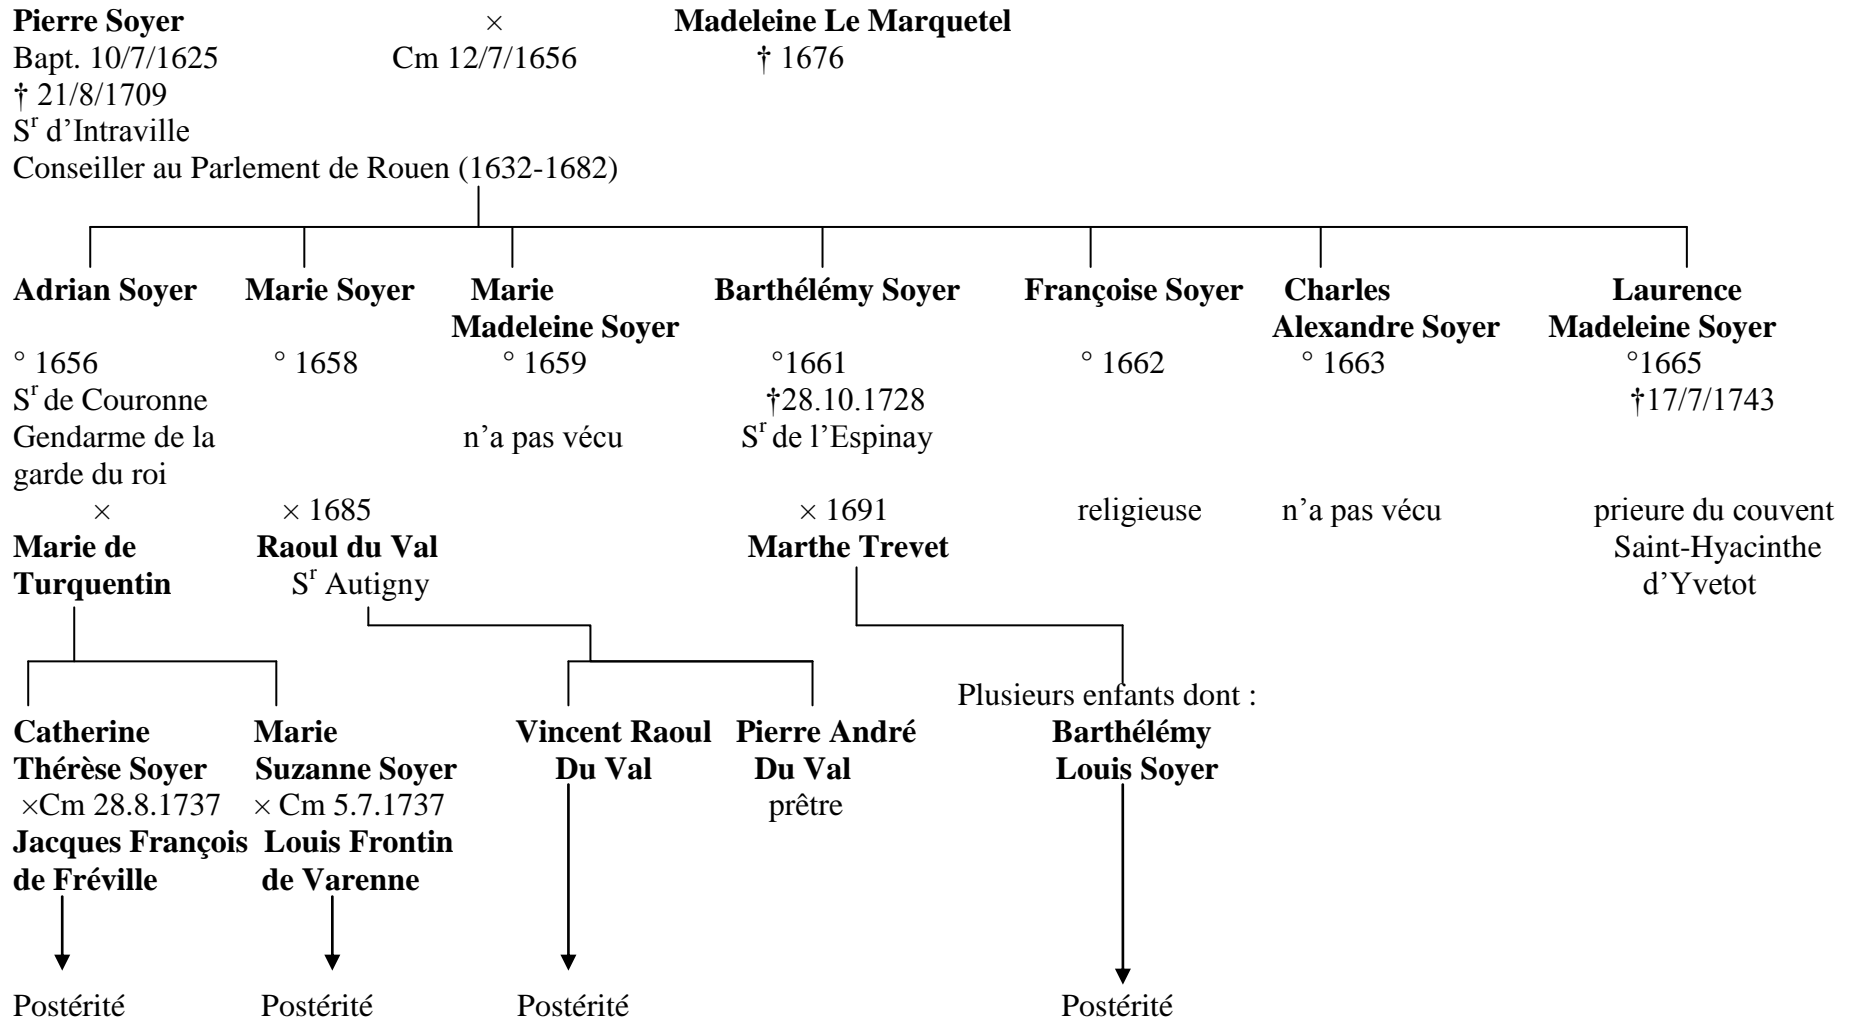 Pierre Soyer × Madeleine Le Marquetel
Bapt. 10/7/1625 Cm 12/7/1656 † 1676
† 21/8/1709
Sr d’Intraville
Conseiller au Parlement de Rouen (1632-1682)
Adrian Soyer Marie Soyer Marie Barthélémy Soyer Françoise Soyer Charles Laurence
Madeleine Soyer Alexandre Soyer Madeleine Soyer
° 1656 ° 1658 ° 1659 °1661 ° 1662 ° 1663 °1665
Sr de Couronne †28.10.1728 †17/7/1743
Gendarme de la n’a pas vécu Sr de l’Espinay
garde du roi
× × 1685 × 1691 religieuse n’a pas vécu prieure du couvent
Marie de Raoul du Val Marthe Trevet Saint-Hyacinthe
Turquentin Sr Autigny d’Yvetot
Plusieurs enfants dont :
Catherine Marie Vincent Raoul Pierre André Barthélémy
Thérèse Soyer Suzanne Soyer Du Val Du Val Louis Soyer
×Cm 28.8.1737 × Cm 5.7.1737 prêtre
Jacques François Louis Frontin
de Fréville de Varenne
Postérité Postérité Postérité Postérité